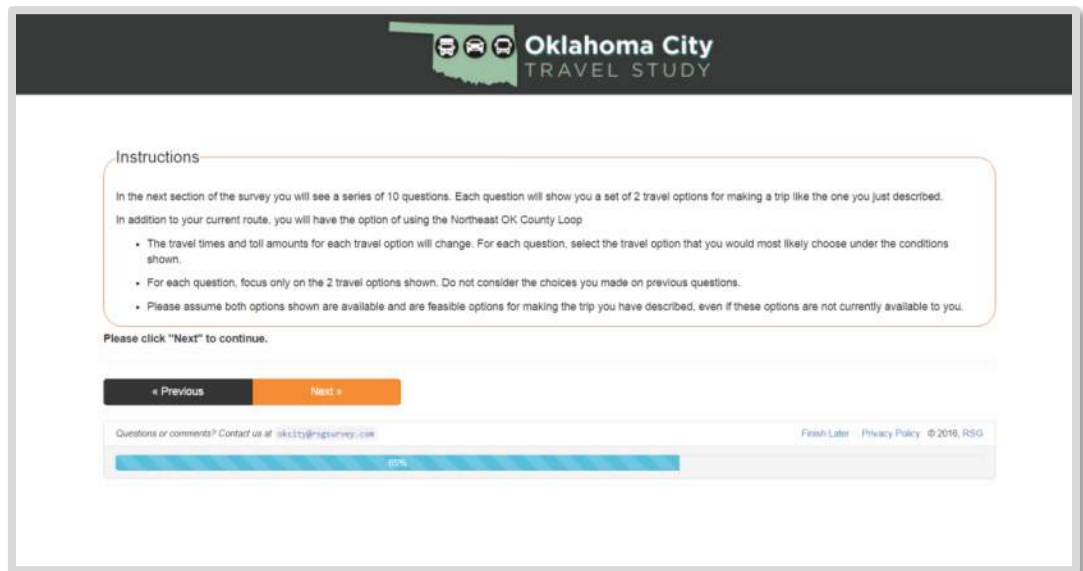 Oklahoma City
TRAVEL STUDY
Instructions
In the next section of the survey you will see a series of 10 questions. Each question will show you a set of 2 travel options for making a trip like the one you just described.
In addition to your current route, you will have the option of using the Northeast OK County Loop
• The travel times and toll amounts for each travel option will change. For each question, select the travel option that you would most likely choose under the conditions
shown.
• For each question, focus only on the 2 travel options shown. Do not consider the choices you made on previous questions.
• Please assume both options shown are available and are feasible options for making the trip you have described, even if these options are not currently available to you.
Please click "Next" to continue.
« Previous Next »
Questions or comments? Contact us at okcity@rsgsurvey.com Finish Later Privacy Policy © 2016, RSG
65%